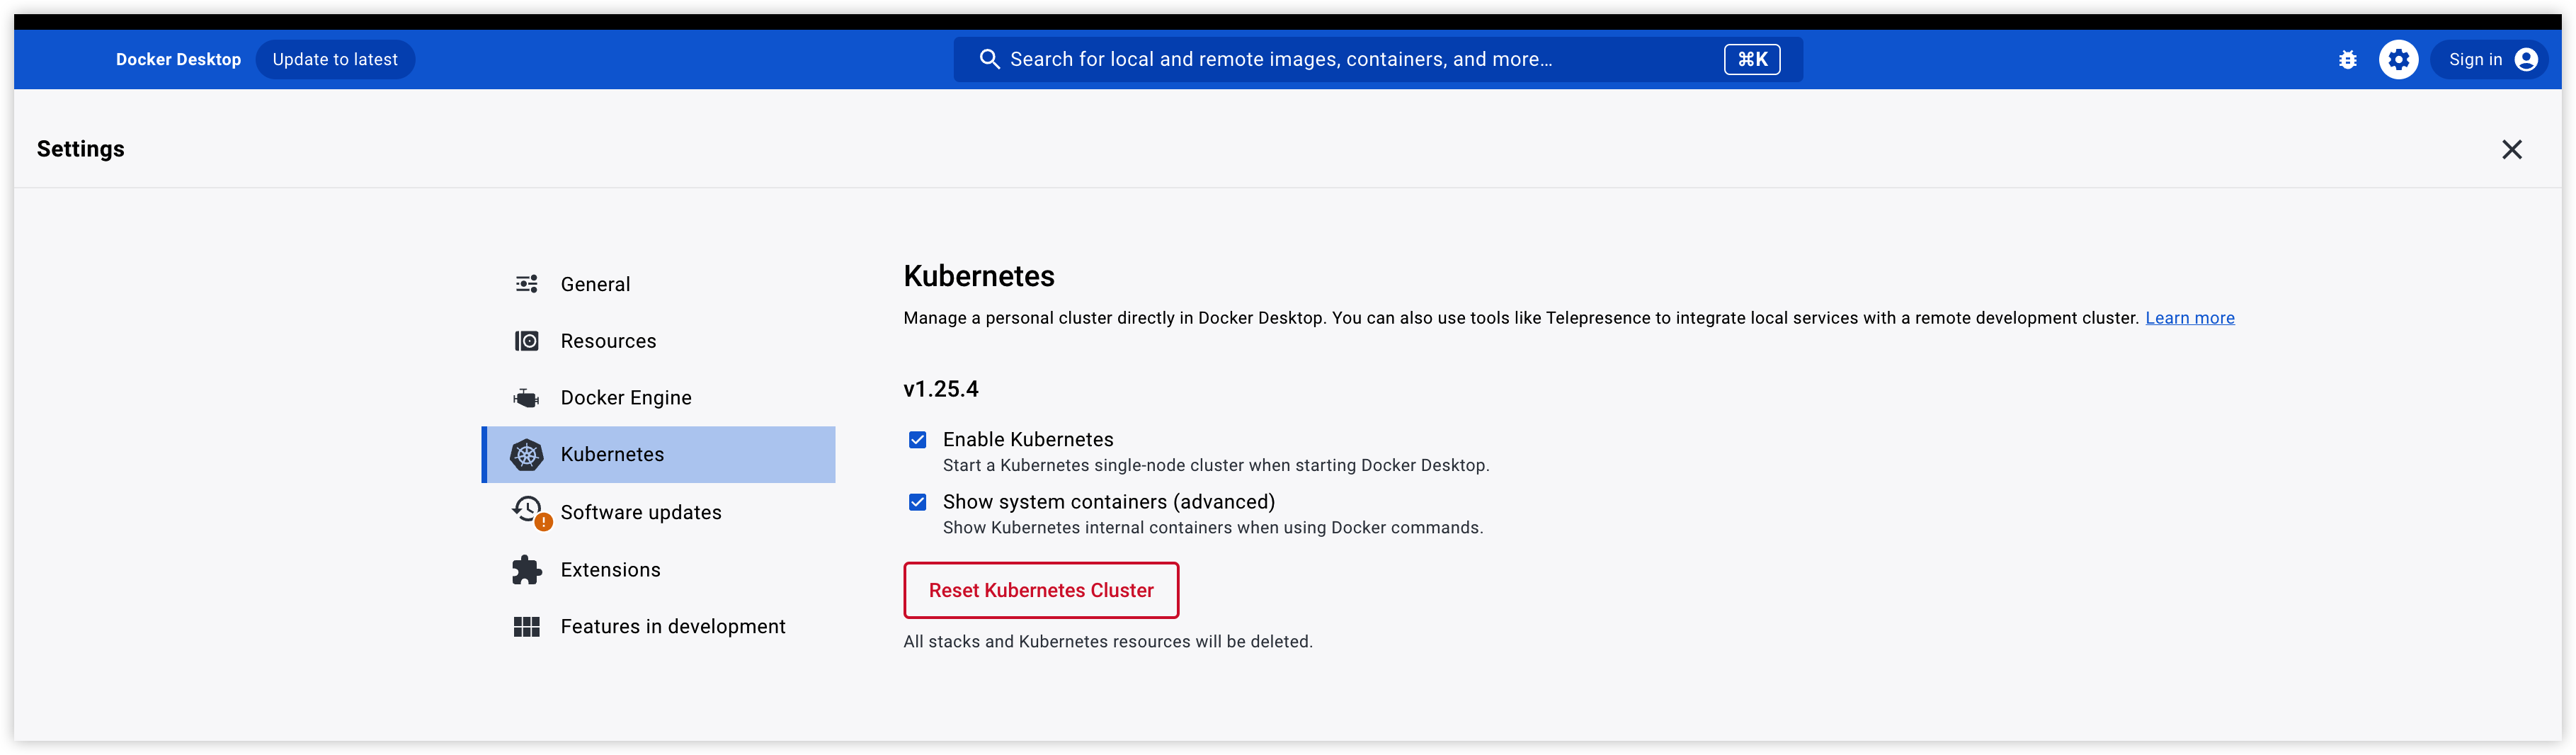 Docker Desktop Update to latest Search for local and remote images, containers, and more... ⌘K Sign in
Settings
General
Resources
Docker Engine
Kubernetes
Software updates
Extensions
Features in development
Kubernetes
Manage a personal cluster directly in Docker Desktop. You can also use tools like Telepresence to integrate local services with a remote development cluster. Learn more
v1.25.4
Enable Kubernetes
Start a Kubernetes single-node cluster when starting Docker Desktop.
Show system containers (advanced)
Show Kubernetes internal containers when using Docker commands.
Reset Kubernetes Cluster
All stacks and Kubernetes resources will be deleted.